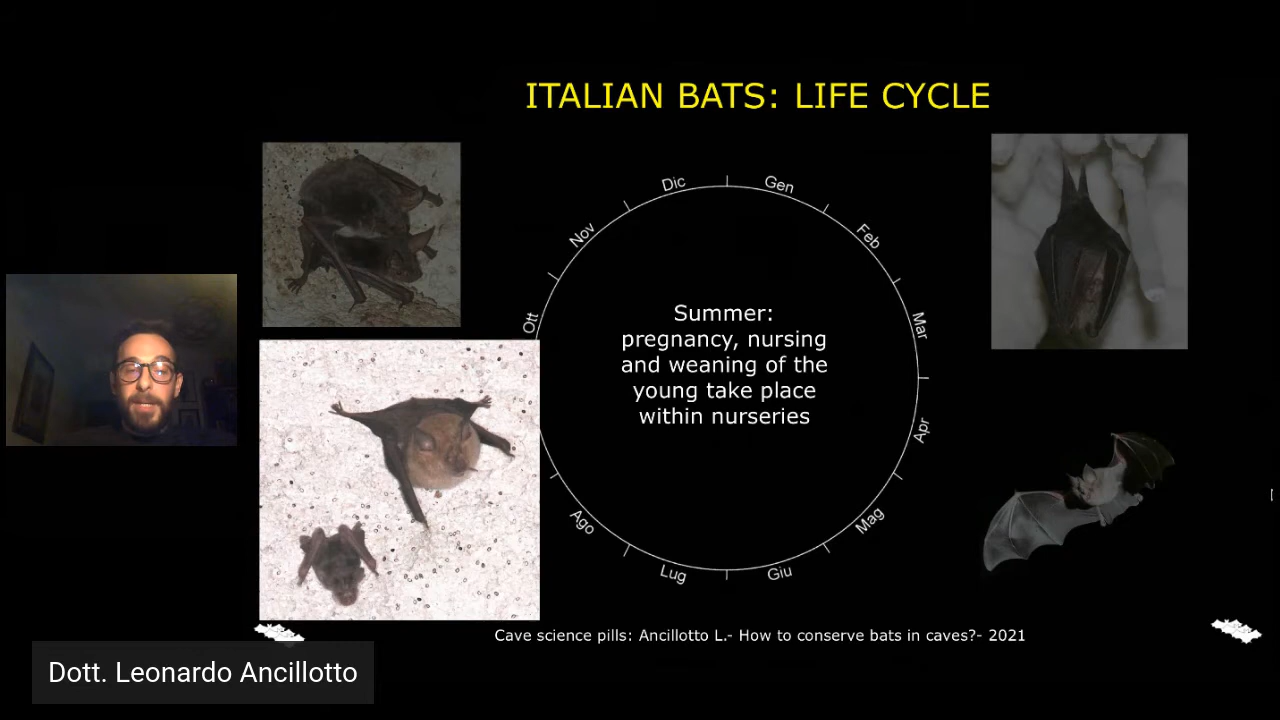 ITALIAN BATS: LIFE CYCLE
Dic
Gen
Nov
Feb
Ott
Mar
Summer:
pregnancy, nursing
and weaning of the
young take place
within nurseries
Apr
Ago
Mag
Lug
Giu
Cave science pills: Ancillotto L.- How to conserve bats in caves?- 2021
Dott. Leonardo Ancillotto